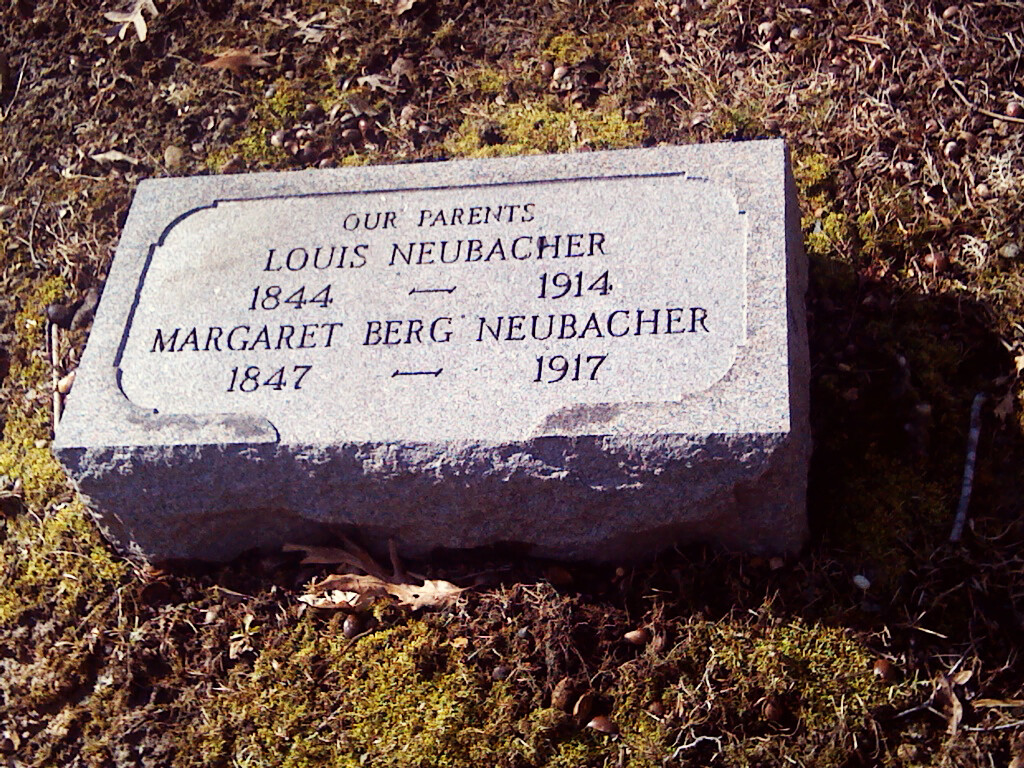 OUR PARENTS
LOUIS NEUBACHER
1844 — 1914
MARGARET BERG NEUBACHER
1847 — 1917